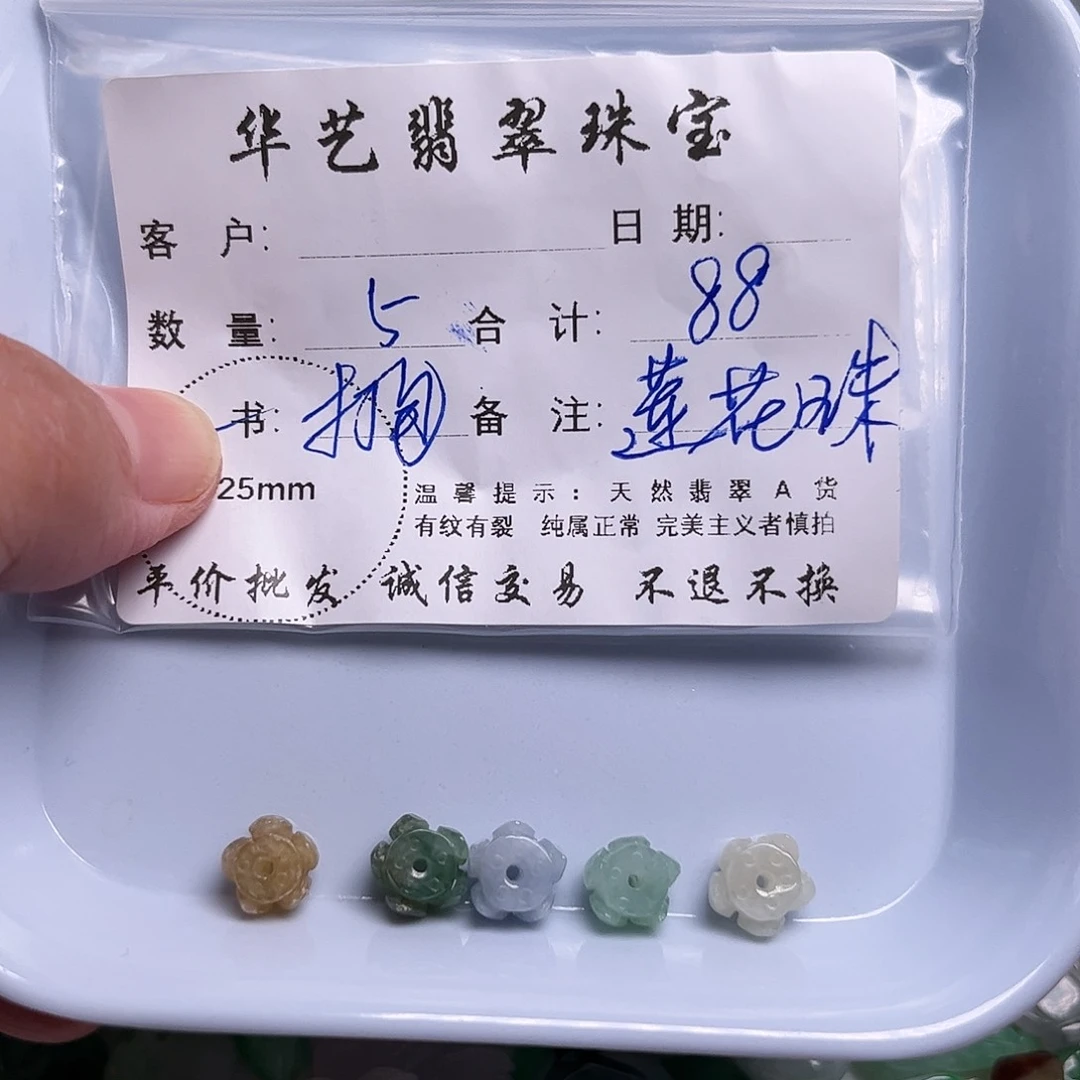 华艺翡翠珠宝
客 户: 日 期:
数 量: 5 合 计: 88
书: 备 注: 莲花珠
25mm
温馨提示: 天然翡翠A货
有纹有裂 纯属正常 完美主义者慎拍
平价批发 诚信交易 不退不换